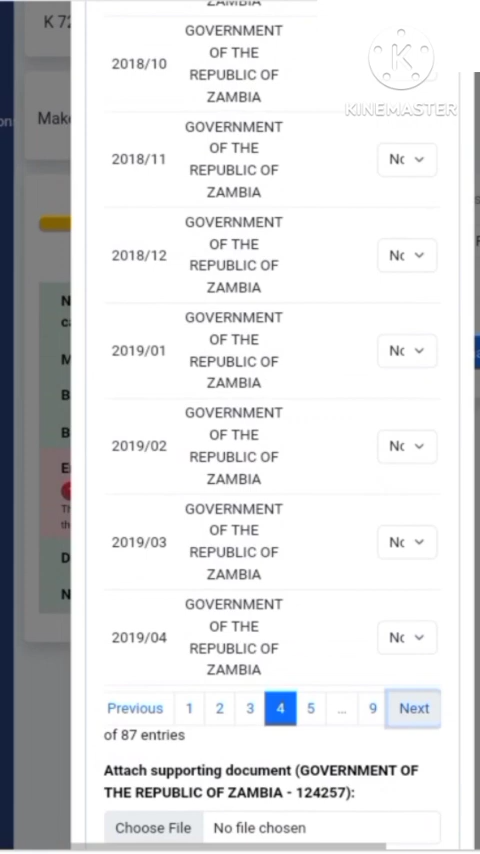 ZAMBIA
K 72
GOVERNMENT
OF THE
2018/10
REPUBLIC OF
ZAMBIA
K
KINEMASTER
Make
GOVERNMENT
OF THE
2018/11
REPUBLIC OF
ZAMBIA
GOVERNMENT
OF THE
2018/12
REPUBLIC OF
ZAMBIA
GOVERNMENT
OF THE
2019/01
REPUBLIC OF
ZAMBIA
GOVERNMENT
OF THE
2019/02
REPUBLIC OF
ZAMBIA
GOVERNMENT
OF THE
2019/03
REPUBLIC OF
ZAMBIA
GOVERNMENT
OF THE
2019/04
REPUBLIC OF
ZAMBIA
Previous 1 2 3 4 5 ... 9 Next
of 87 entries
Attach supporting document (GOVERNMENT OF
THE REPUBLIC OF ZAMBIA - 124257):
Choose File No file chosen